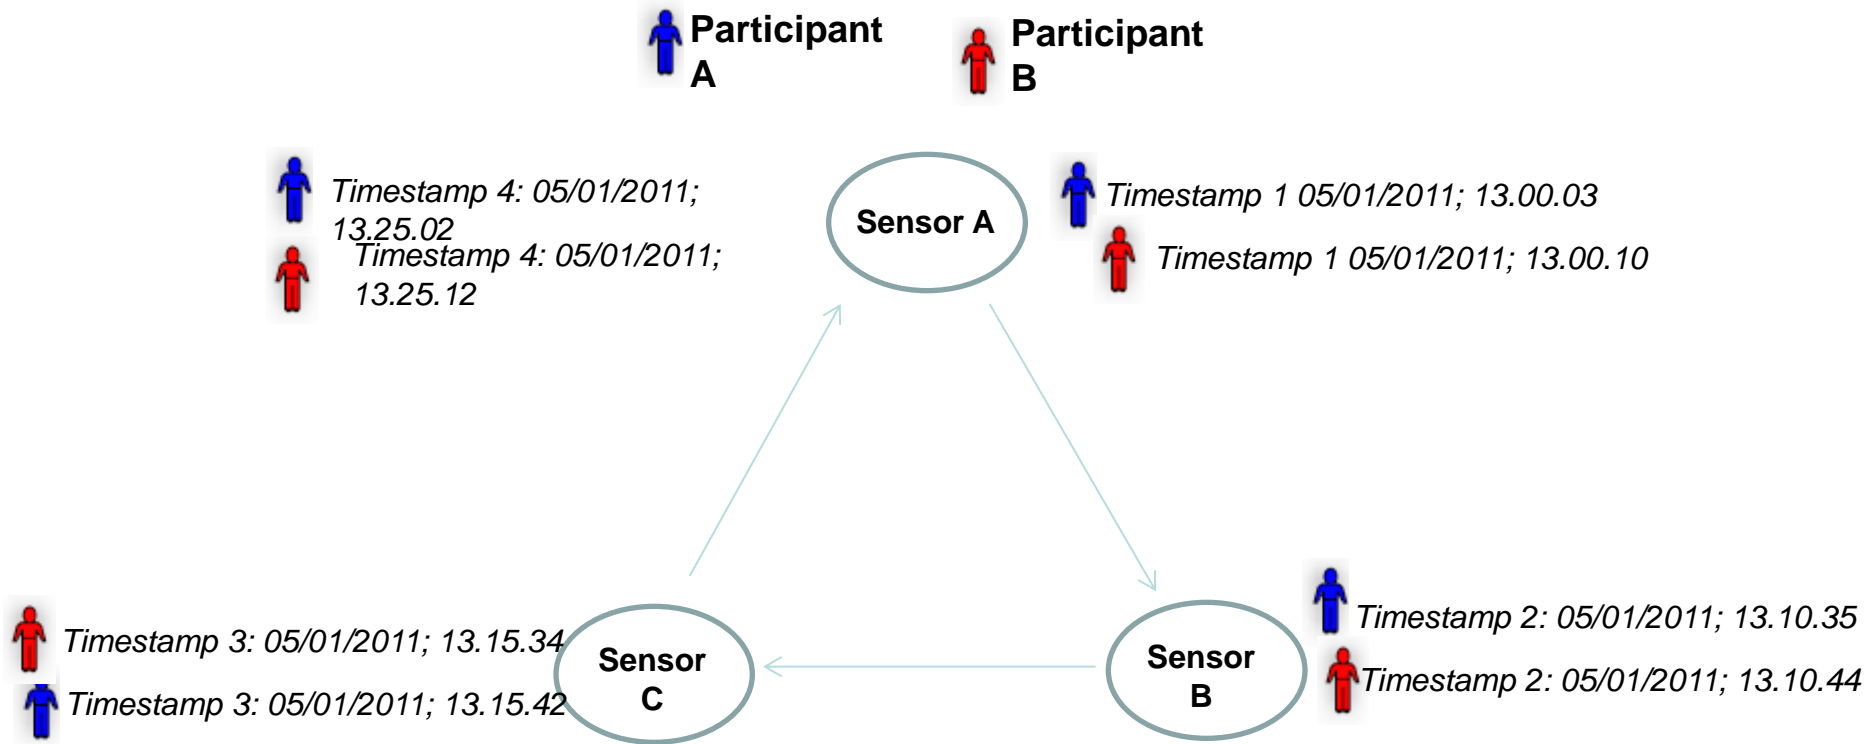 Participant
A
Participant
B
Timestamp 4: 05/01/2011;
13.25.02
Timestamp 4: 05/01/2011;
13.25.12
Sensor A
Timestamp 1 05/01/2011; 13.00.03
Timestamp 1 05/01/2011; 13.00.10
Timestamp 3: 05/01/2011; 13.15.34
Timestamp 3: 05/01/2011; 13.15.42
Sensor
C
Sensor
B
Timestamp 2: 05/01/2011; 13.10.35
Timestamp 2: 05/01/2011; 13.10.44